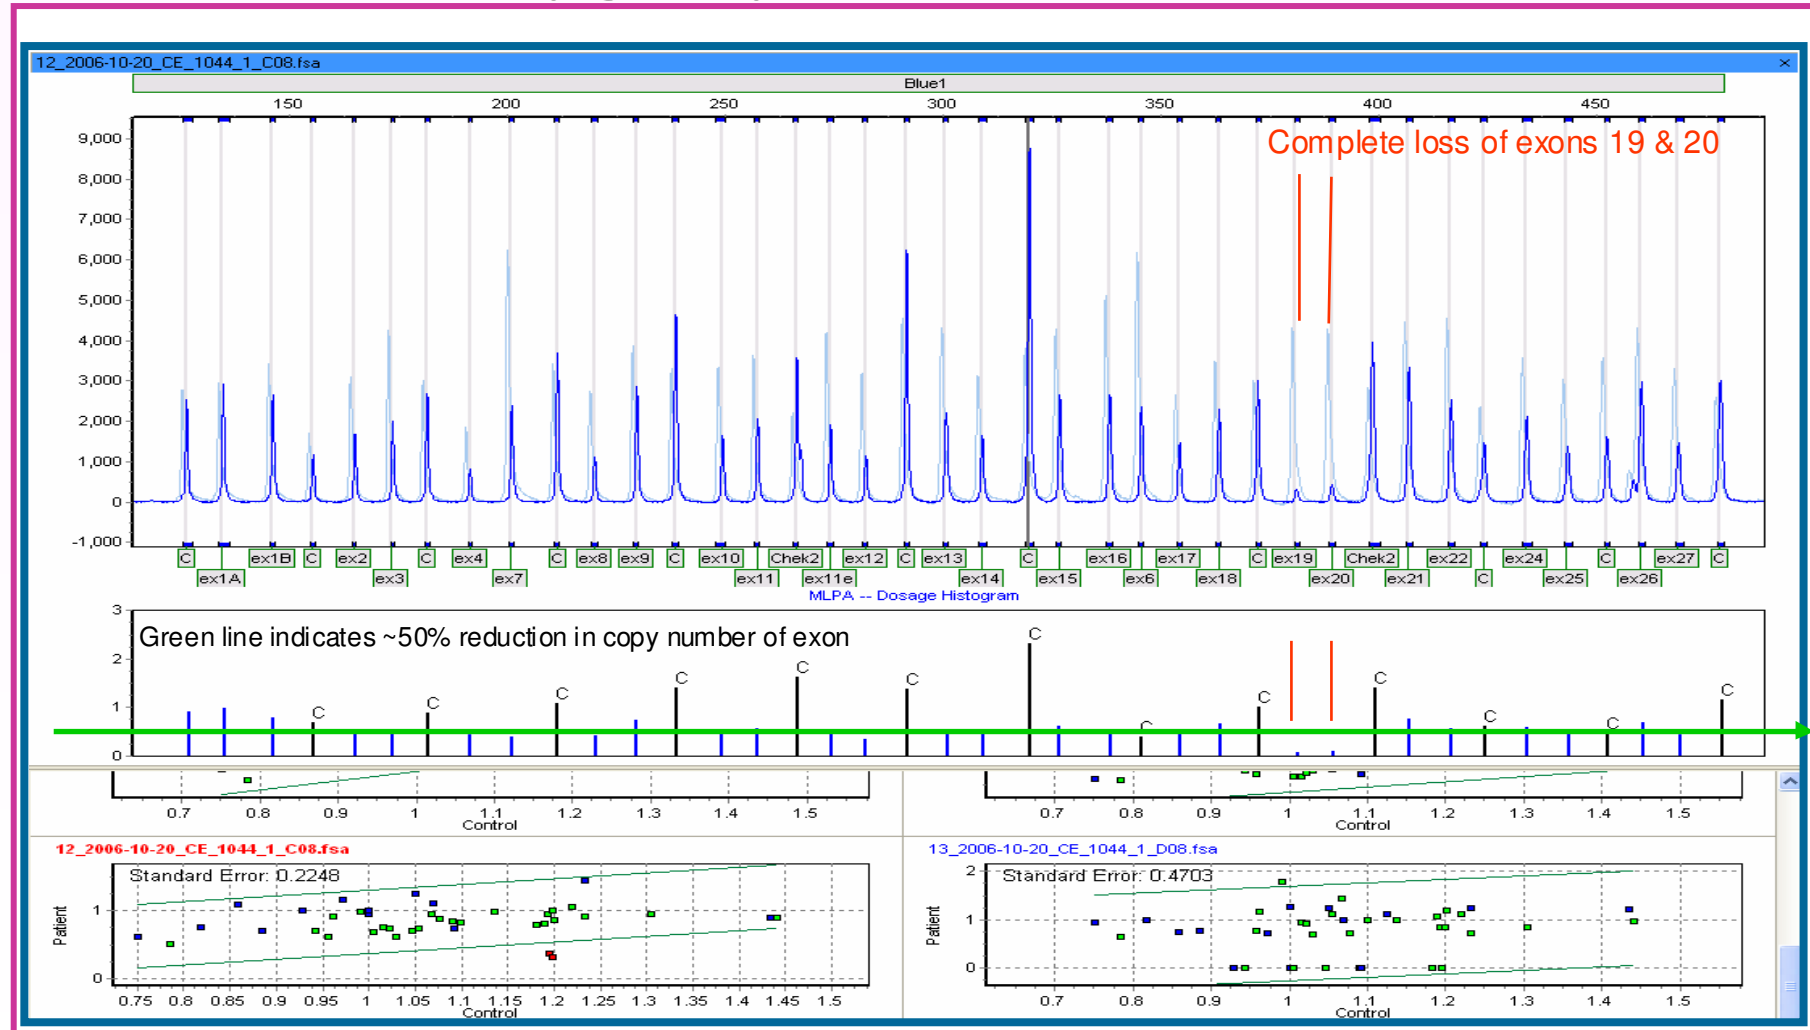 12_2006-10-20_CE_1044_1_C08.fsa ×
Blue1
150 200 250 300 350 400 450
Complete loss of exons 19 & 20
9,000
8,000
7,000
6,000
5,000
4,000
3,000
2,000
1,000
0
-1,000
C ex1B C ex2 C ex4 C ex8 ex9 C ex10 Chek2 ex12 C ex13 C ex16 ex17 C ex19 Chek2 ex22 ex24 C ex27 C
ex1A ex3 ex7 ex11 ex11e ex14 ex15 ex6 ex18 ex20 ex21 C ex25 ex26
MLPA -- Dosage Histogram
Green line indicates ~50% reduction in copy number of exon
3
2
1
0
C C C C C C C C C C C C C
0.7 0.8 0.9 1 1.1 1.2 1.3 1.4 1.5
Control
0.7 0.8 0.9 1 1.1 1.2 1.3 1.4 1.5
Control
12_2006-10-20_CE_1044_1_C08.fsa
Standard Error: 0.2248
Patient
1
0
0.75 0.8 0.85 0.9 0.95 1 1.05 1.1 1.15 1.2 1.25 1.3 1.35 1.4 1.45 1.5
Control
13_2006-10-20_CE_1044_1_D08.fsa
Standard Error: 0.4703
Patient
2
1
0
0.7 0.8 0.9 1 1.1 1.2 1.3 1.4 1.5
Control